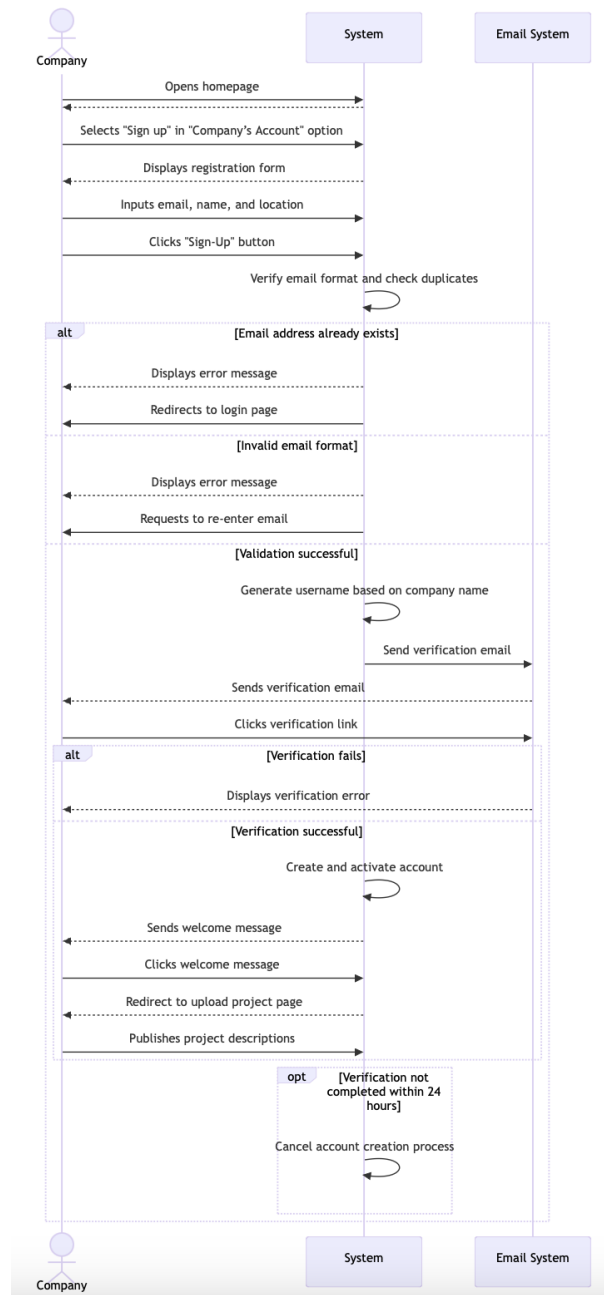 System
Email System
Company
Opens homepage
Selects "Sign up" in "Company's Account" option
Displays registration form
Inputs email, name, and location
Clicks "Sign-Up" button
Verify email format and check duplicates
alt
[Email address already exists]
Displays error message
Redirects to login page
[Invalid email format]
Displays error message
Requests to re-enter email
[Validation successful]
Generate username based on company name
Send verification email
Sends verification email
Clicks verification link
alt
[Verification fails]
Displays verification error
[Verification successful]
Create and activate account
Sends welcome message
Clicks welcome message
Redirect to upload project page
Publishes project descriptions
opt
[Verification not
completed within 24
hours]
Cancel account creation process
System
Email System
Company